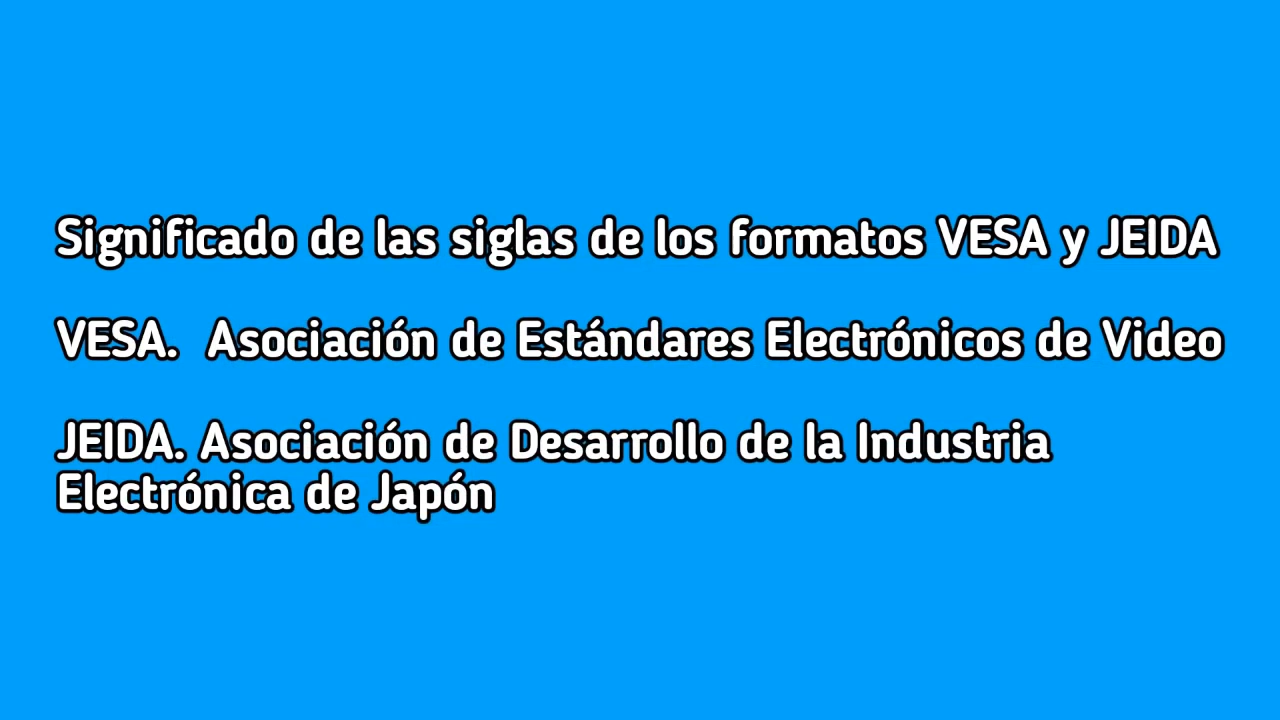 Significado de las siglas de los formatos VESA y JEIDA
VESA.  Asociación de Estándares Electrónicos de Video
JEIDA. Asociación de Desarrollo de la Industria
Electrónica de Japón